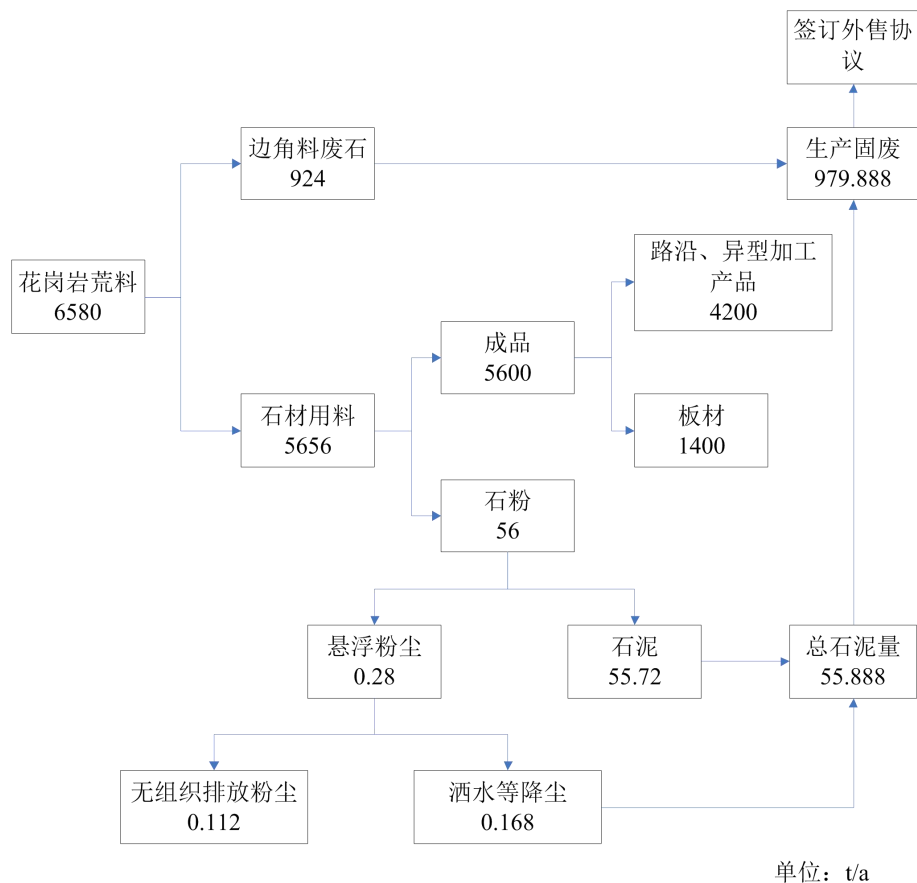 签订外售协
议
边角料废石
924
生产固废
979.888
花岗岩荒料
6580
路沿、异型加工
产品
4200
成品
5600
石材用料
5656
板材
1400
石粉
56
悬浮粉尘
0.28
石泥
55.72
总石泥量
55.888
无组织排放粉尘
0.112
洒水等降尘
0.168
单位：t/a